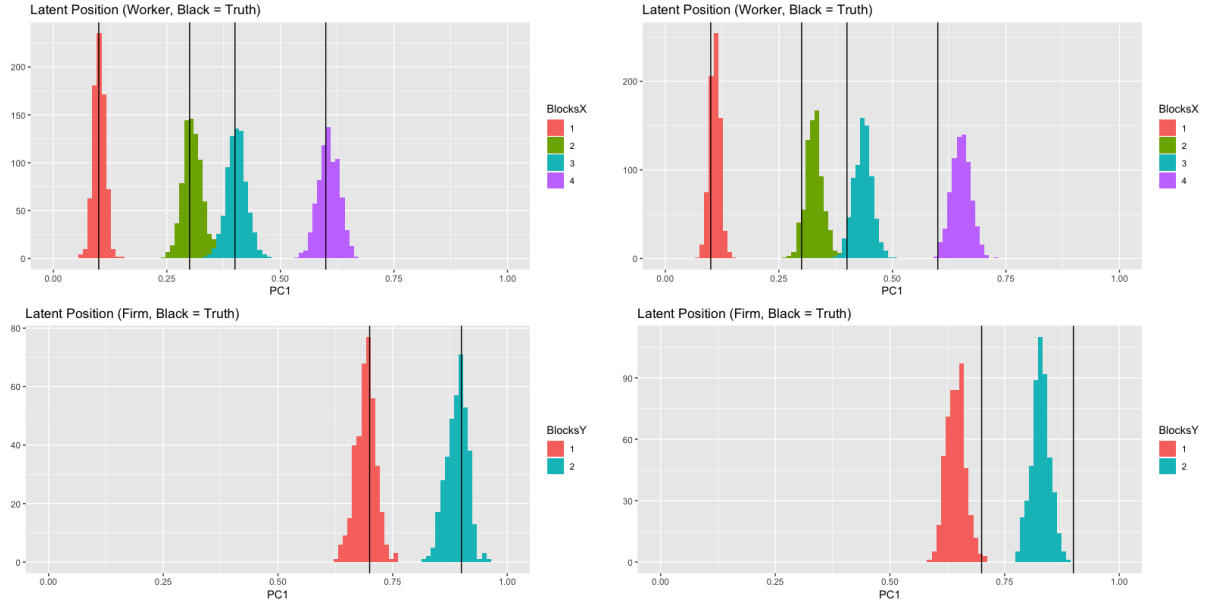 Latent Position (Worker, Black = Truth)
200
150
100
50
0
0.00 0.25 0.50 0.75 1.00
PC1
BlocksX
1
2
3
4
Latent Position (Worker, Black = Truth)
200
100
0
0.00 0.25 0.50 0.75 1.00
PC1
BlocksX
1
2
3
4
Latent Position (Firm, Black = Truth)
80
60
40
20
0
0.00 0.25 0.50 0.75 1.00
PC1
BlocksY
1
2
Latent Position (Firm, Black = Truth)
90
60
30
0
0.00 0.25 0.50 0.75 1.00
PC1
BlocksY
1
2